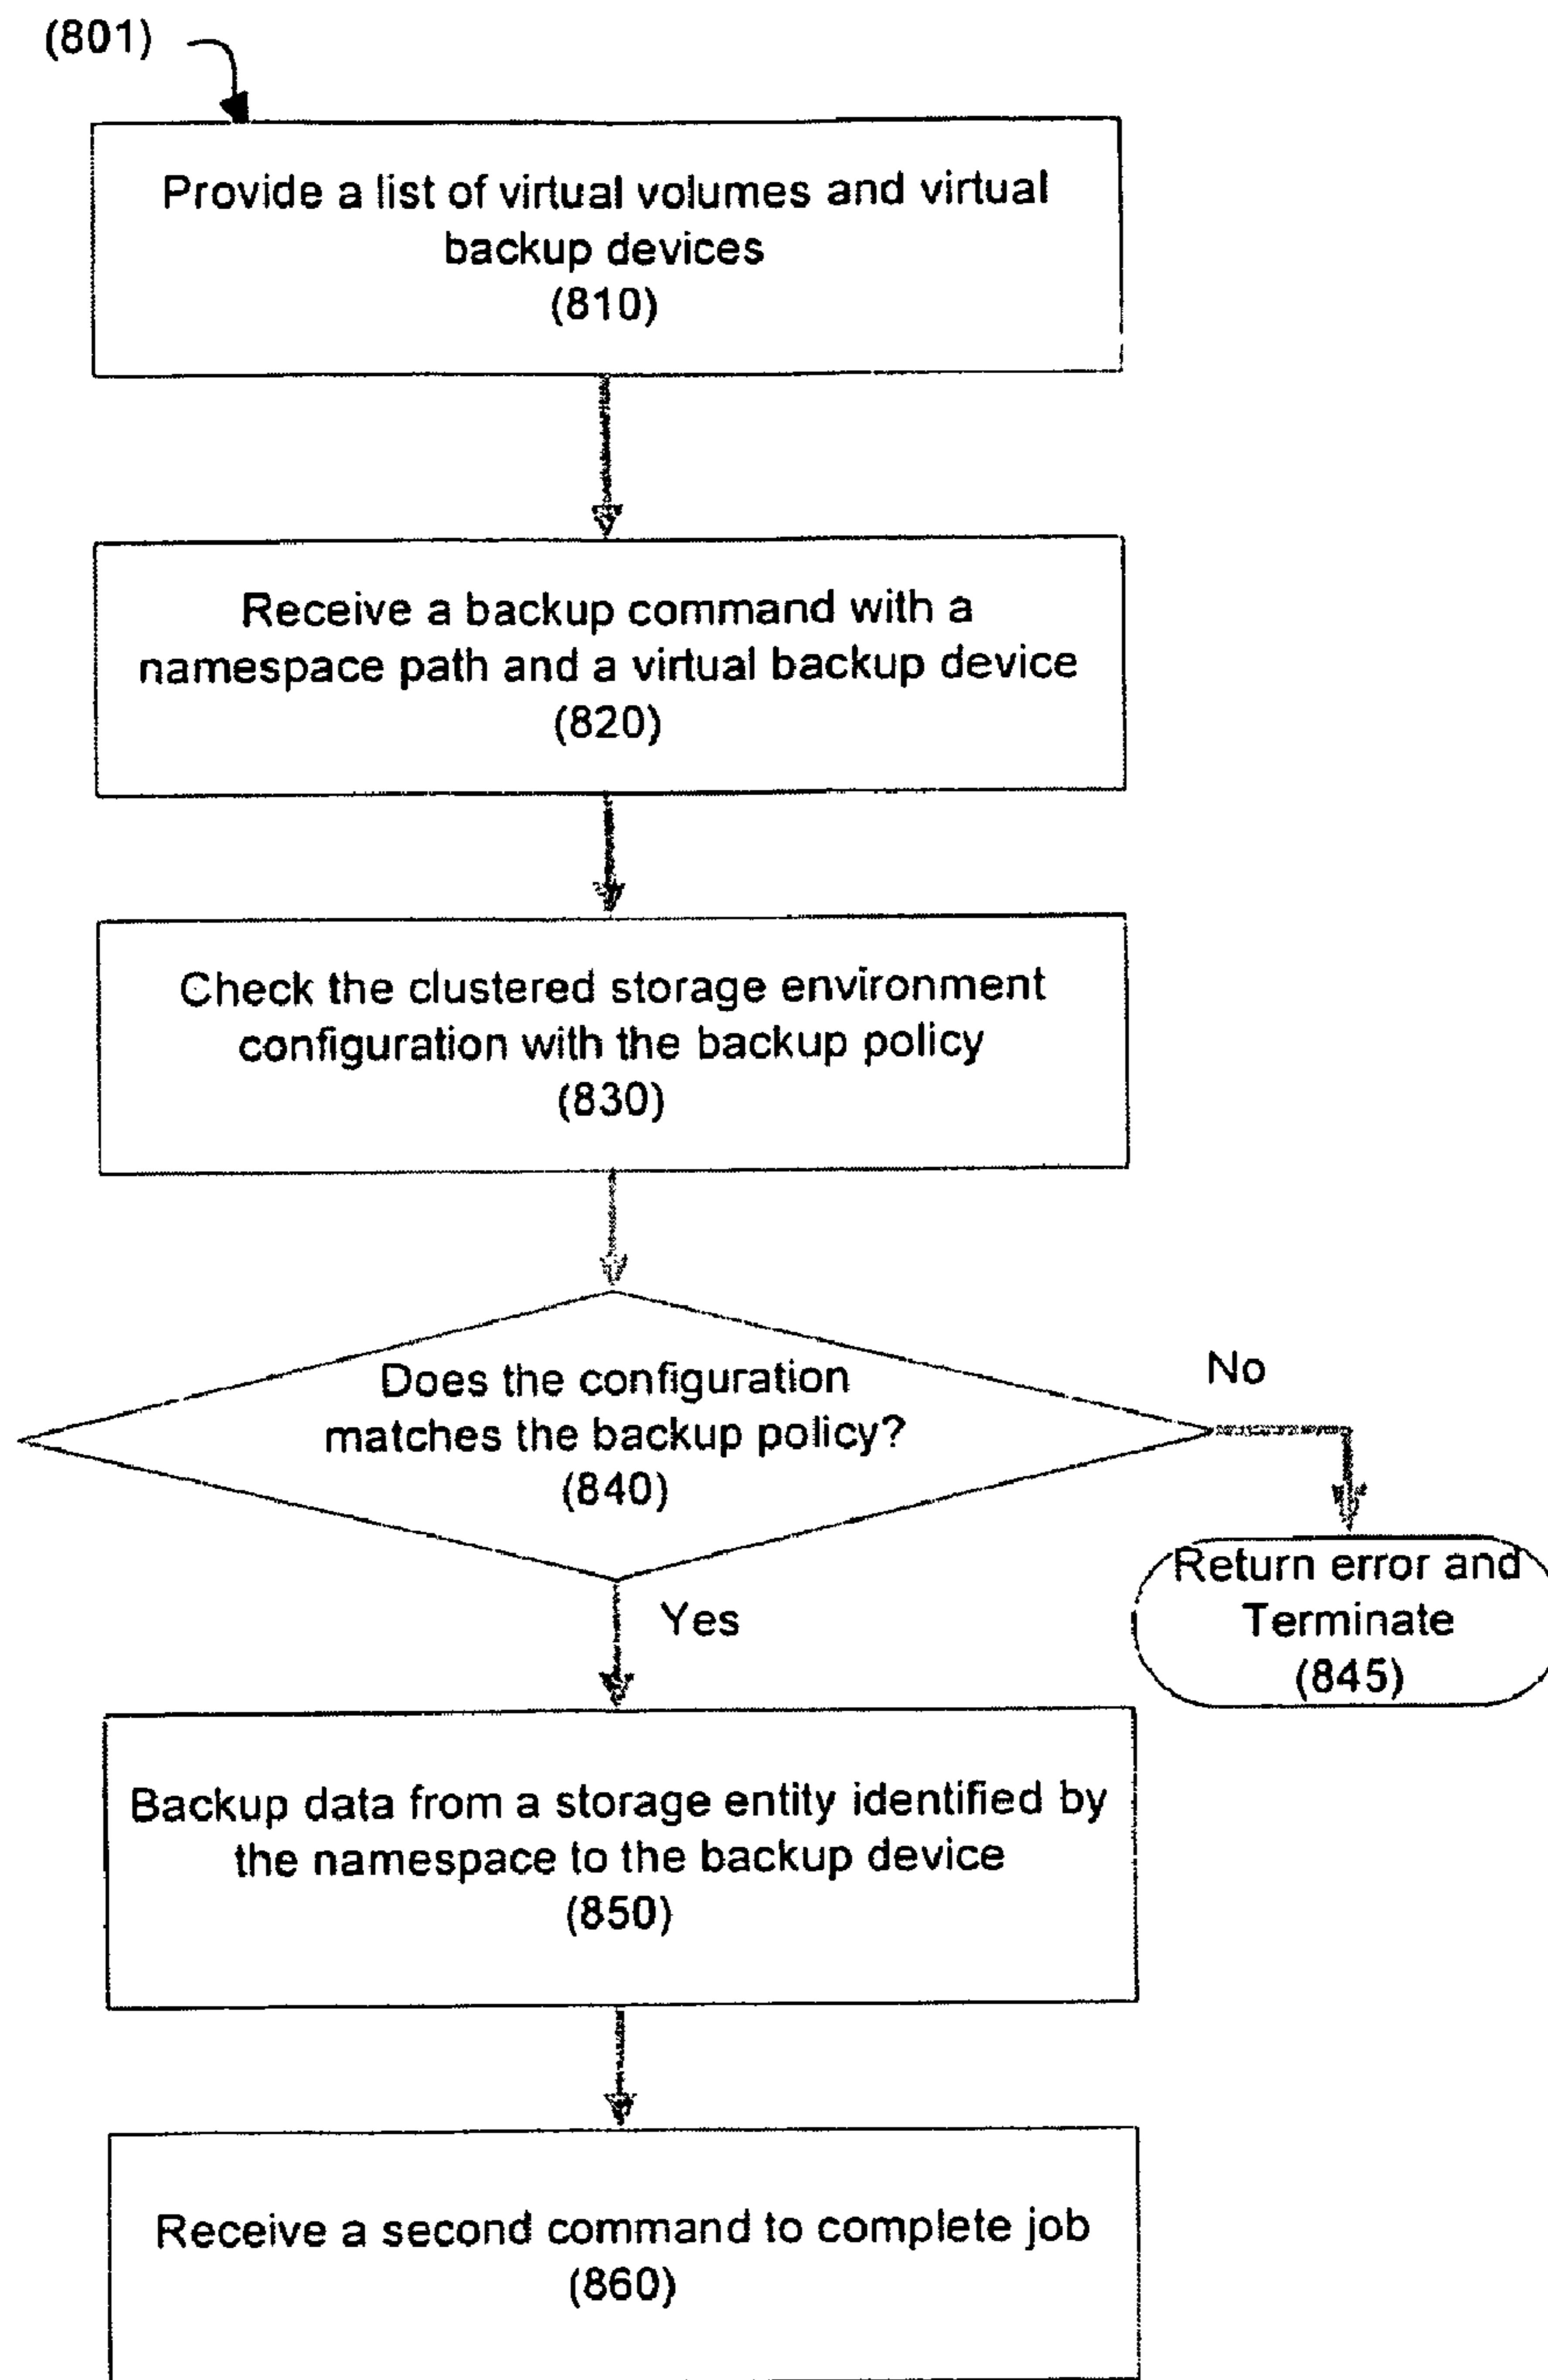 (801)
Provide a list of virtual volumes and virtual
backup devices
(810)
Receive a backup command with a
namespace path and a virtual backup device
(820)
Check the clustered storage environment
configuration with the backup policy
(830)
Does the configuration
matches the backup policy?
(840)
No
Return error and
Terminate
(845)
Yes
Backup data from a storage entity identified by
the namespace to the backup device
(850)
Receive a second command to complete job
(860)